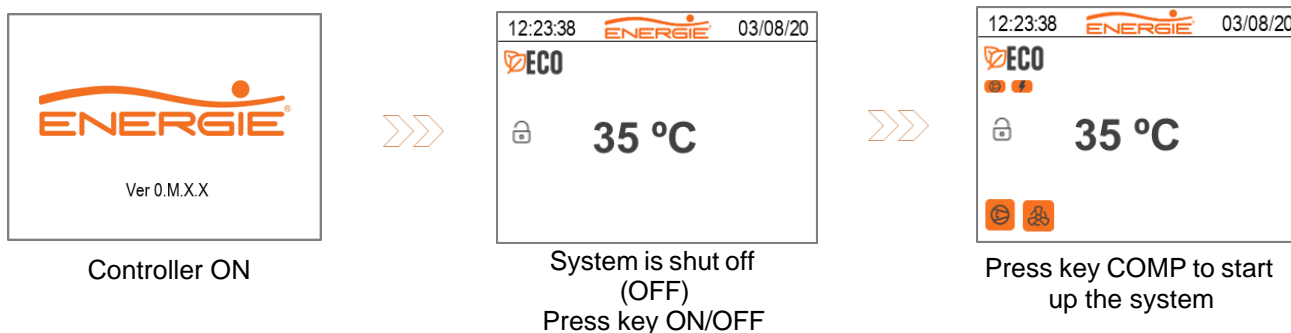 ENERGIE®
Ver 0.M.X.X
Controller ON
12:23:38 ENERGIE 03/08/20
ECO
35 ºC
System is shut off
(OFF)
Press key ON/OFF
12:23:38 ENERGIE 03/08/20
ECO
35 ºC
Press key COMP to start
up the system